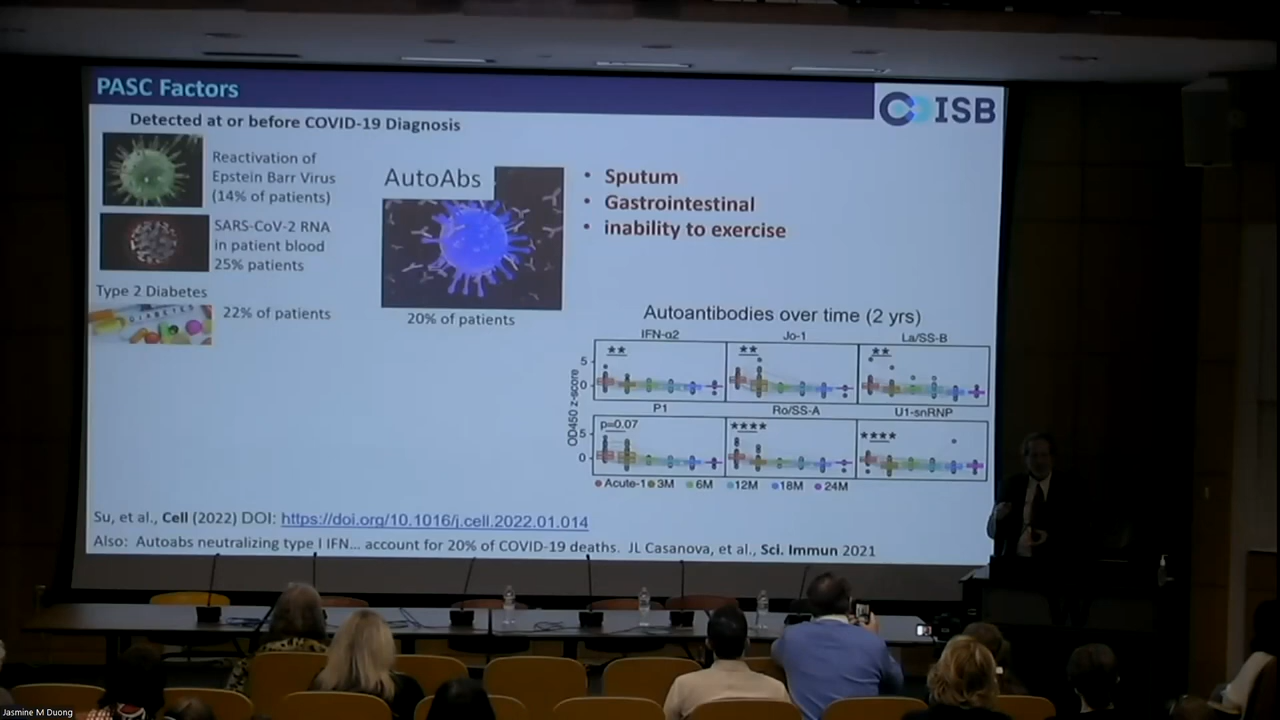 PASC Factors
ISB
Detected at or before COVID-19 Diagnosis
Reactivation of
Epstein Barr Virus
(14% of patients)
SARS-CoV-2 RNA
in patient blood
25% patients
Type 2 Diabetes
DIABETES
22% of patients
AutoAbs
20% of patients
• Sputum
• Gastrointestinal
• inability to exercise
Autoantibodies over time (2 yrs)
IFN-α2 Jo-1 La/SS-B
5
0
** ** **
OD450 z-score
P1 Ro/SS-A U1-snRNP
5
0
p=0.07 **** ****
Acute-1 3M 6M 12M 18M 24M
Su, et al., Cell (2022) DOI: https://doi.org/10.1016/j.cell.2022.01.014
Also: Autoabs neutralizing type I IFN... account for 20% of COVID-19 deaths. JL Casanova, et al., Sci. Immun 2021
Jasmine M Duong